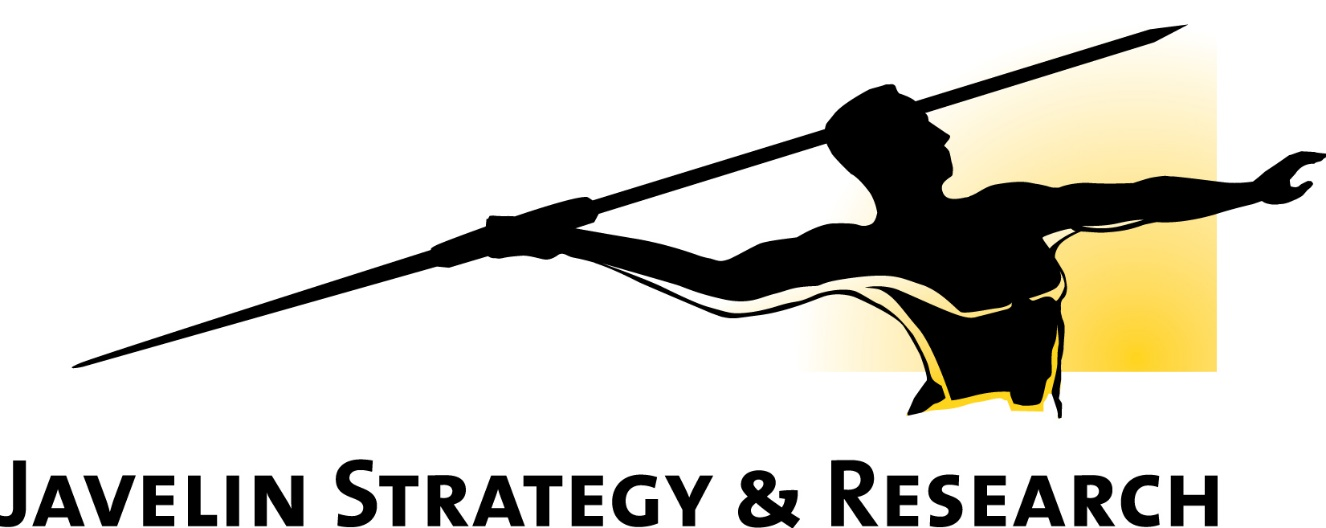 JAVELIN STRATEGY & RESEARCH